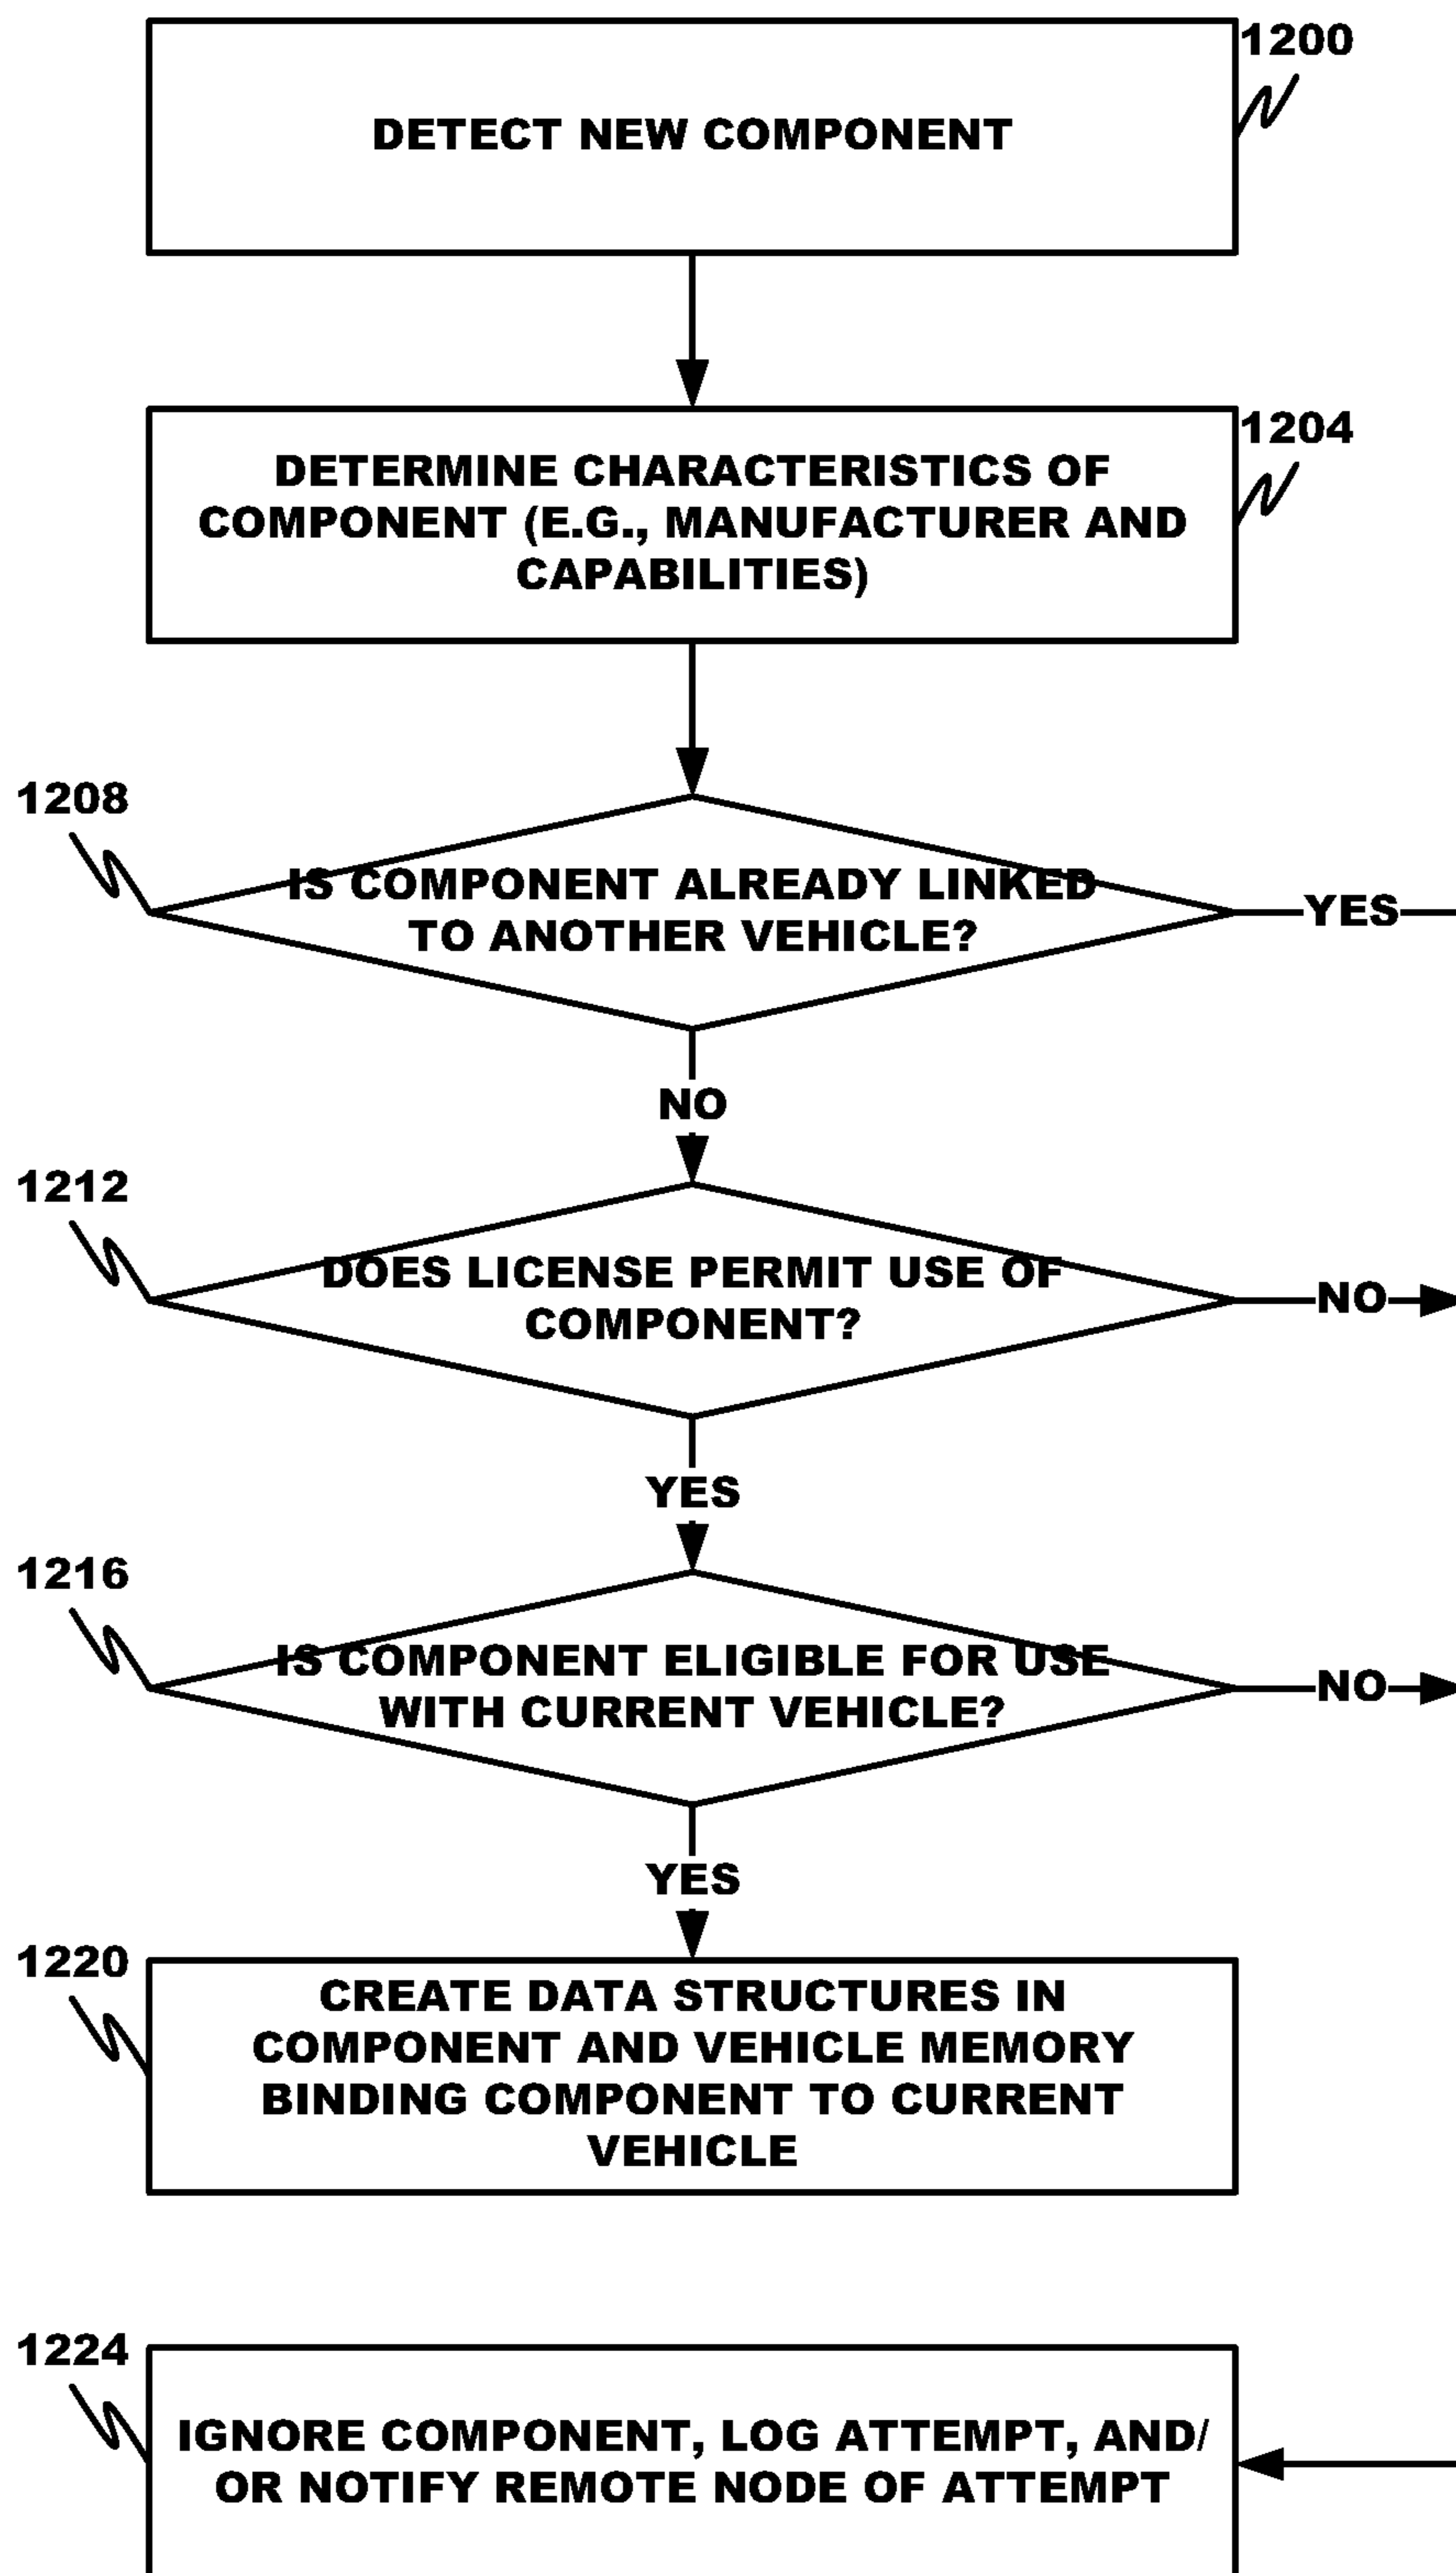 1200
DETECT NEW COMPONENT
1204
DETERMINE CHARACTERISTICS OF
COMPONENT (E.G., MANUFACTURER AND
CAPABILITIES)
1208
IS COMPONENT ALREADY LINKED
TO ANOTHER VEHICLE?
YES
NO
1212
DOES LICENSE PERMIT USE OF
COMPONENT?
NO
YES
1216
IS COMPONENT ELIGIBLE FOR USE
WITH CURRENT VEHICLE?
NO
YES
1220
CREATE DATA STRUCTURES IN
COMPONENT AND VEHICLE MEMORY
BINDING COMPONENT TO CURRENT
VEHICLE
1224
IGNORE COMPONENT, LOG ATTEMPT, AND/
OR NOTIFY REMOTE NODE OF ATTEMPT